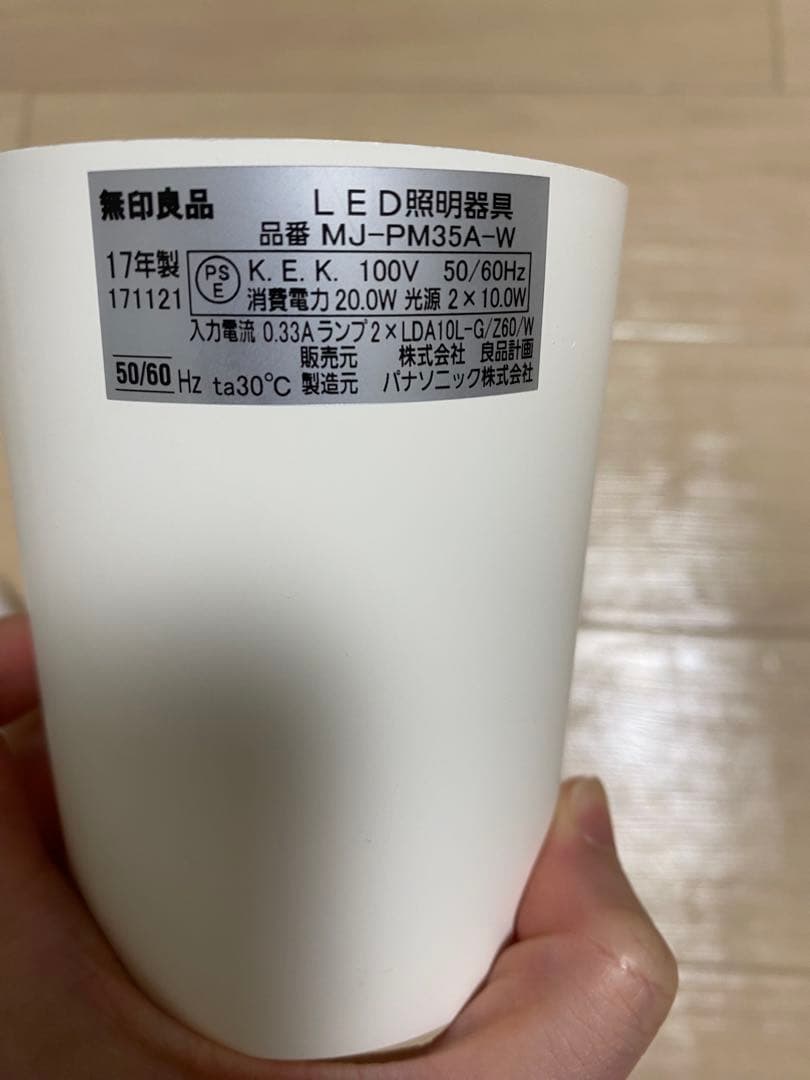 無印良品 LED照明器具
品番 MJ-PM35A-W
17年製 PS E K.E.K. 100V 50/60Hz
171121 消費電力20.0W 光源 2×10.0W
入力電流 0.33A ランプ2×LDA10L-G/Z60/W
販売元 株式会社 良品計画
50/60 Hz ta30℃ 製造元 パナソニック株式会社